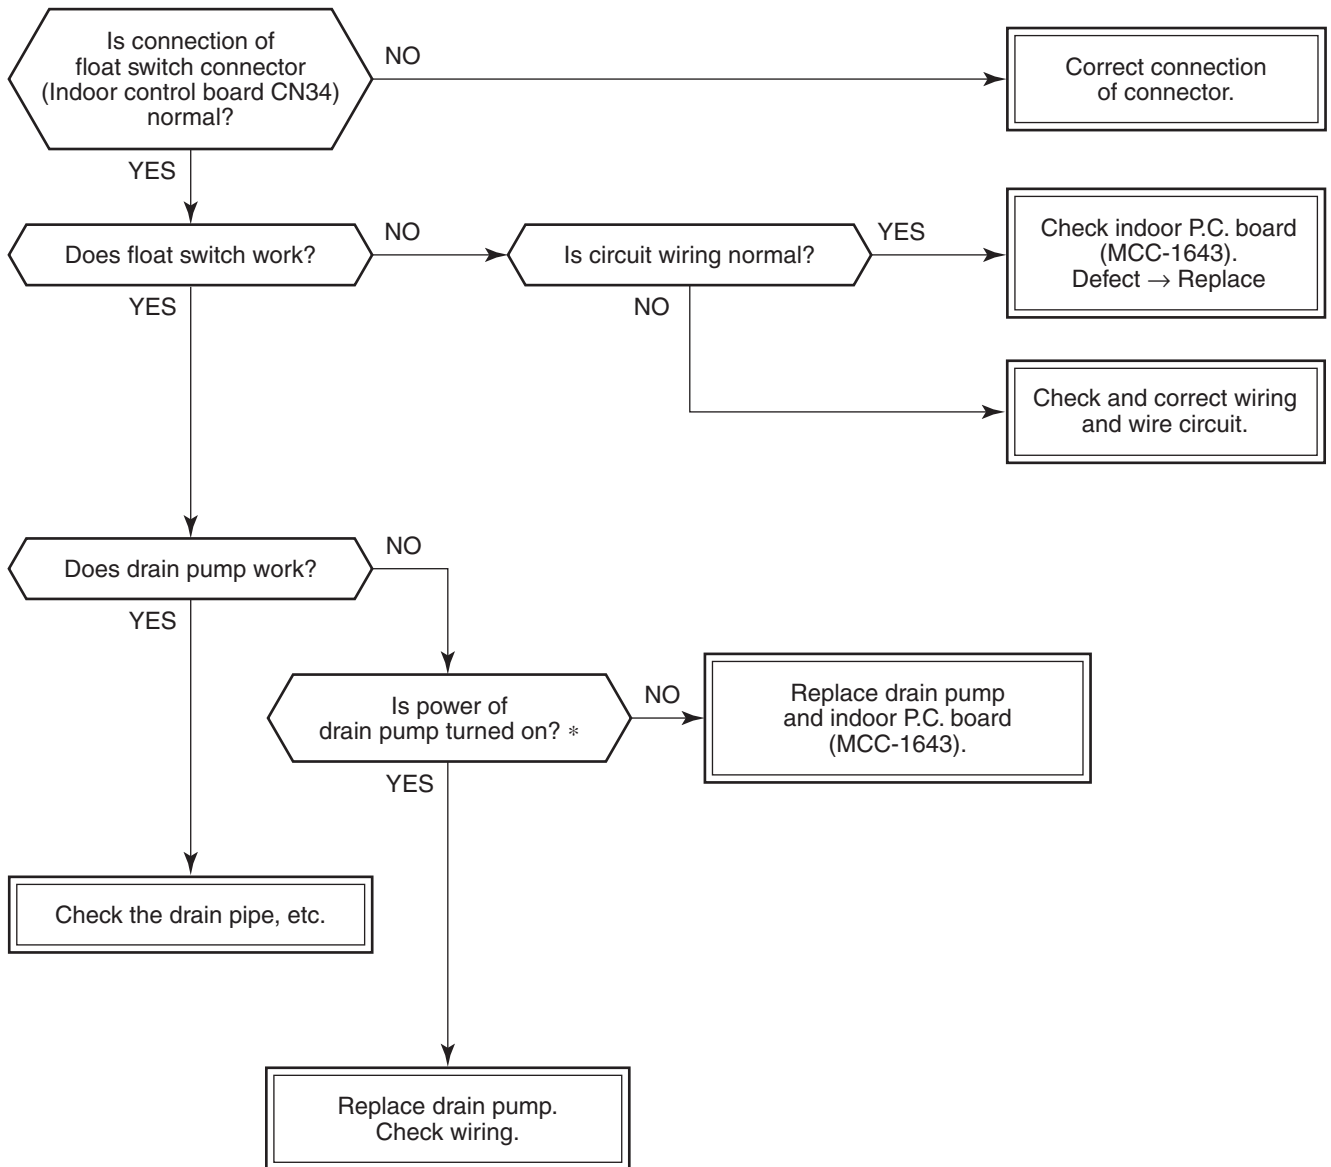 Is connection of
float switch connector
(Indoor control board CN34)
normal?
NO
Correct connection
of connector.
YES
Does float switch work?
NO
Is circuit wiring normal?
YES
Check indoor P.C. board
(MCC-1643).
Defect → Replace
YES
NO
Check and correct wiring
and wire circuit.
Does drain pump work?
NO
YES
Is power of
drain pump turned on? *
NO
Replace drain pump
and indoor P.C. board
(MCC-1643).
YES
Check the drain pipe, etc.
Replace drain pump.
Check wiring.